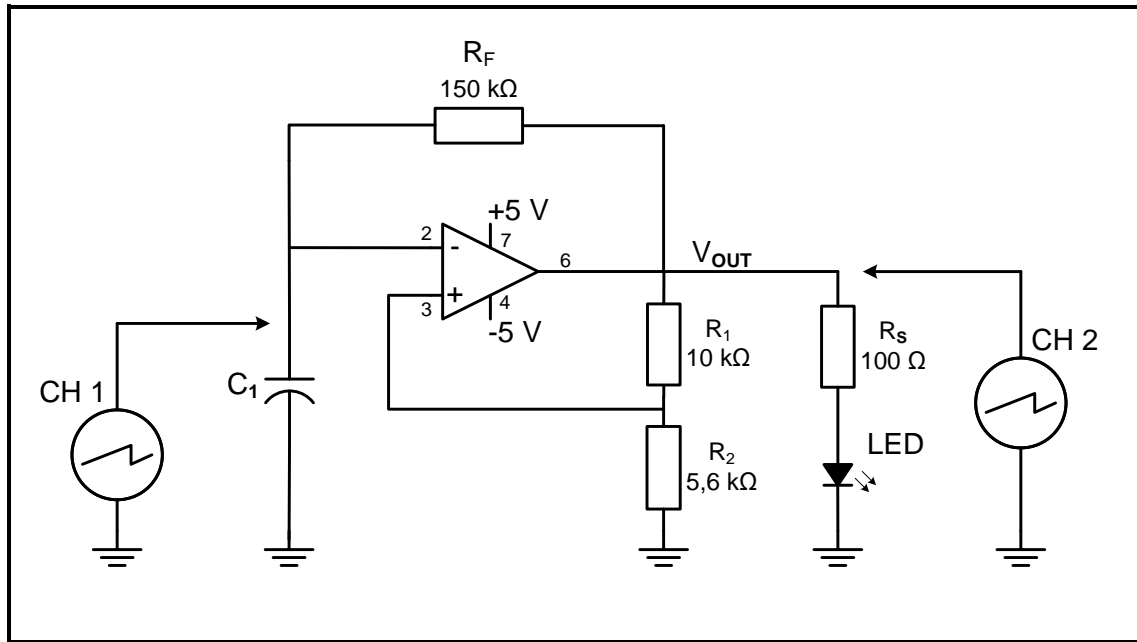 R_F
150 kΩ
+5 V
2
-
7
6
V_OUT
+
3
4
-5 V
R_1
10 kΩ
R_S
100 Ω
CH 2
CH 1
C_1
LED
R_2
5,6 kΩ